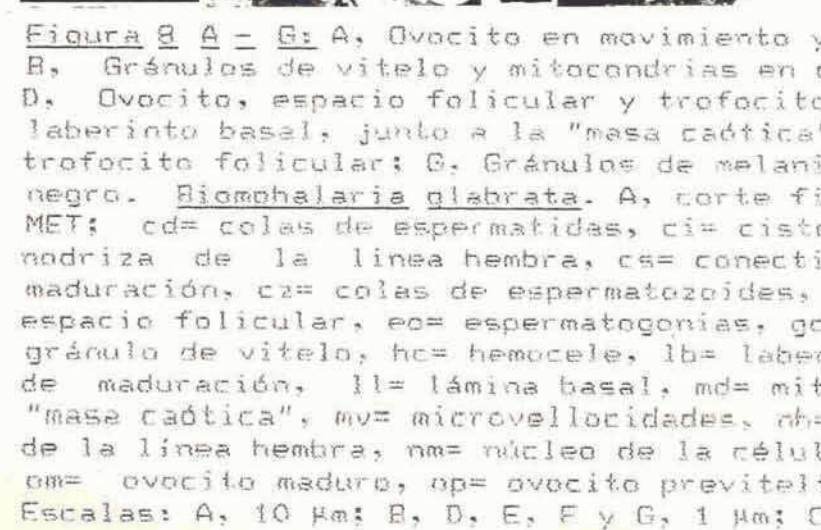 Figura 8 A - G: A, Ovocito en movimiento y
B, Gránulos de vitelo y mitocondrias en
D, Ovocito, espacio folicular y trofocito
laberinto basal, junto a la "masa caótica"
trofocito folicular; G. Gránulos de melani
negro. Biomphalaria glabrata. A, corte fi
MET; cd= colas de espermatidas, ci= cisto
nodriza de la linea hembra, cs= conecti
maduración, cz= colas de espermatozoides,
espacio folicular, eo= espermatogonias, go
gránulo de vitelo, hc= hemocele, lb= labe
de maduración, ll= lámina basal, md= mit
"masa caótica", mv= microvellocidades, nh=
de la línea hembra, nm= núcleo de la célul
om= ovocito maduro, op= ovocito previtel
Escalas: A, 10 µm; B, D, E, F y G, 1 µm; C